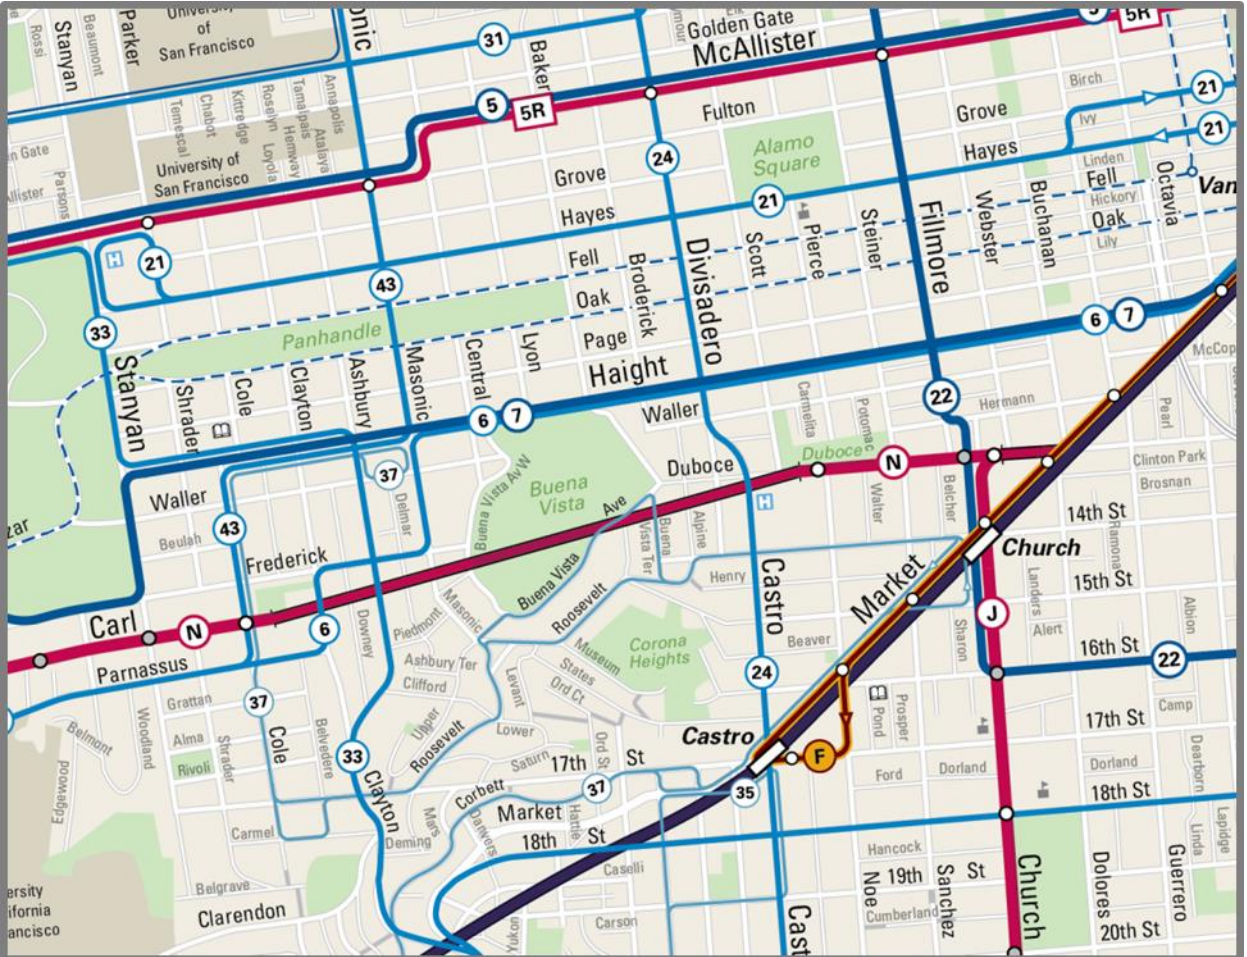 Rossi
Stanyan
Beaumont
Parker
University
of
San Francisco
31
Baker
Golden Gate
McAllister
5
5R
Temescal
Chabot
Kittredge
Roselyn
Loyola
Tamalpais
Hemway
Annapolis
Atalaya
5
5R
Fulton
Grove
Birch
Ivy
21
21
Hayes
Linden
Fell
Hickory
Oak
Lily
Octavia
Van
University of
San Francisco
Parsons
Grove
24
Alamo
Square
Hayes
21
21
H
33
43
Fell
Oak
Page
Broderick
Divisadero
Scott
Pierce
Steiner
Fillmore
Webster
Buchanan
Panhandle
6
7
Stanyan
Shrader
Cole
Clayton
Ashbury
Masonic
Central
Lyon
Haight
6
7
Waller
Carmelita
Potomac
22
Hermann
Pearl
Clinton Park
Brosnan
37
Delmar
Buena Vista Av W
Buena
Vista
Duboce
Duboce
N
H
Walter
Belcher
14th St
Ramona
Waller
Beulah
43
Frederick
Ave
Buena Vista
Buena
Vista Ter
Alpine
Henry
Castro
Market
Church
15th St
Landers
Alert
Albion
Carl
N
6
Downey
Piedmont
Masonic
Roosevelt
Museum
Corona
Heights
Beaver
Sharon
J
16th St
22
Parnassus
Ashbury Ter
Clifford
States
Ord Ct
Levant
24
Grattan
37
Belmont
Woodland
Alma
Rivoli
Shrader
Cole
Belvedere
Upper
Roosevelt
Lower
Saturn
17th
St
Ord St
Castro
F
Pond
Prosper
17th St
Camp
33
Clayton
Corbett
37
35
Ford
Dorland
Dorland
Dearborn
Edgewood
Carmel
Mars
Deming
Danvers
Market
Hattie
18th
St
18th St
Linda
Lapidge
Belgrave
Clarendon
Caselli
Carson
Yukon
Hancock
Noe
19th
St
Sanchez
Cumberland
Church
Dolores
Guerrero
20th St